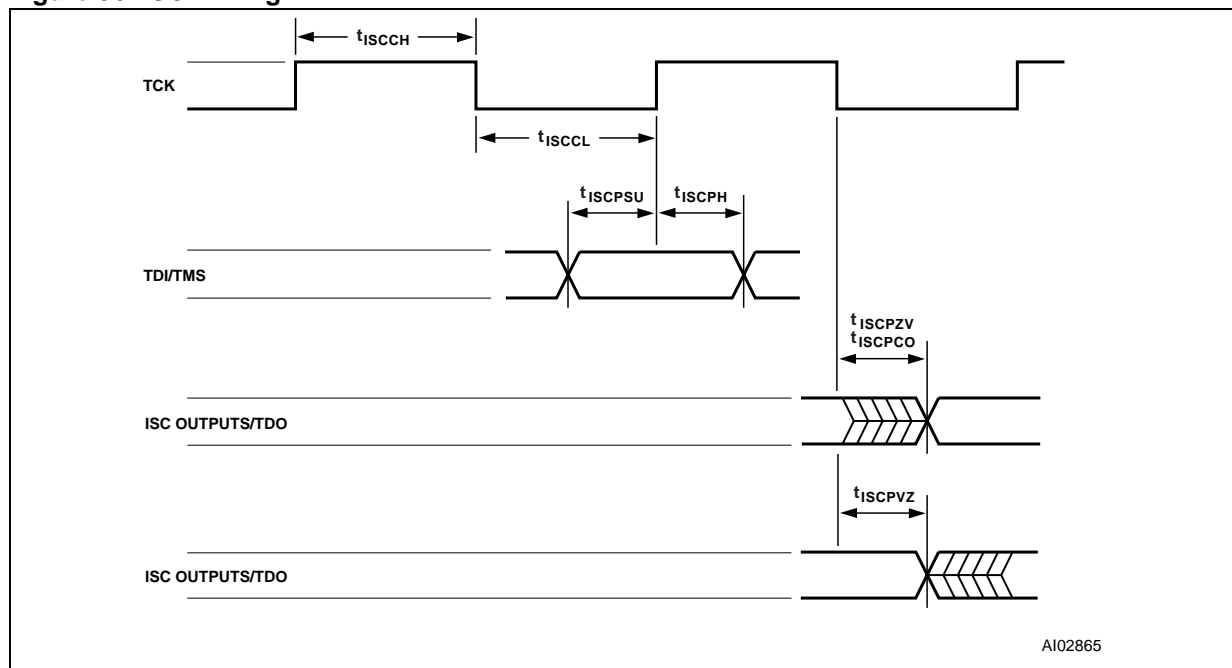 tISCCH
TCK
tISCCL
tISCPSU
tISCPH
TDI/TMS
tISCPZV
tISCPCO
ISC OUTPUTS/TDO
tISCPVZ
ISC OUTPUTS/TDO
AI02865